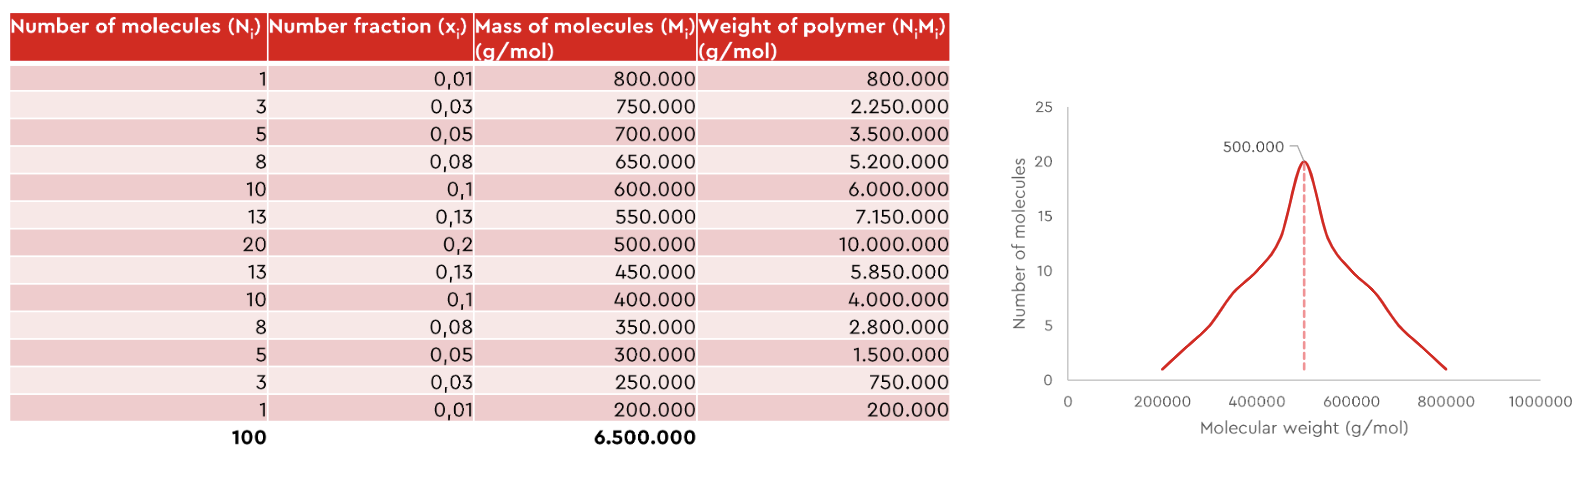 Number of molecules (Ni) Number fraction (xi) Mass of molecules (Mi) (g/mol) Weight of polymer (NiMi) (g/mol)
1 0,01 800.000 800.000
3 0,03 750.000 2.250.000
5 0,05 700.000 3.500.000
8 0,08 650.000 5.200.000
10 0,1 600.000 6.000.000
13 0,13 550.000 7.150.000
20 0,2 500.000 10.000.000
13 0,13 450.000 5.850.000
10 0,1 400.000 4.000.000
8 0,08 350.000 2.800.000
5 0,05 300.000 1.500.000
3 0,03 250.000 750.000
1 0,01 200.000 200.000
100 6.500.000
Number of molecules
25
20
15
10
5
0
500.000
0 200000 400000 600000 800000 1000000
Molecular weight (g/mol)